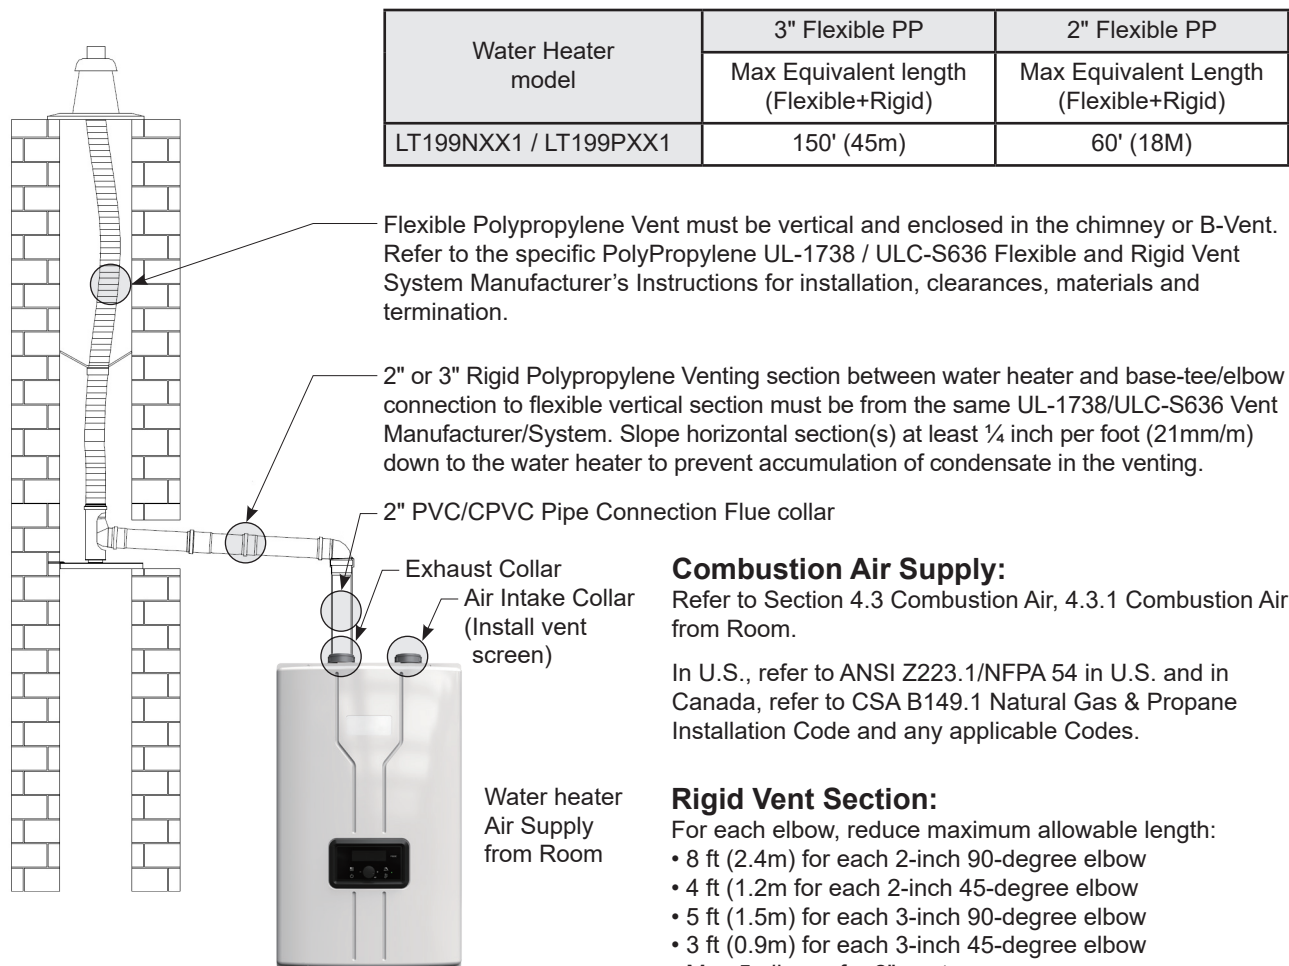 Water Heater
model
3" Flexible PP
2" Flexible PP
Max Equivalent length
(Flexible+Rigid)
Max Equivalent Length
(Flexible+Rigid)
LT199NXX1 / LT199PXX1
150' (45m)
60' (18M)
Flexible Polypropylene Vent must be vertical and enclosed in the chimney or B-Vent.
Refer to the specific PolyPropylene UL-1738 / ULC-S636 Flexible and Rigid Vent
System Manufacturer’s Instructions for installation, clearances, materials and
termination.
2" or 3" Rigid Polypropylene Venting section between water heater and base-tee/elbow
connection to flexible vertical section must be from the same UL-1738/ULC-S636 Vent
Manufacturer/System. Slope horizontal section(s) at least ¼ inch per foot (21mm/m)
down to the water heater to prevent accumulation of condensate in the venting.
2" PVC/CPVC Pipe Connection Flue collar
Exhaust Collar
Air Intake Collar
(Install vent
screen)
Water heater
Air Supply
from Room
Combustion Air Supply:
Refer to Section 4.3 Combustion Air, 4.3.1 Combustion Air
from Room.
In U.S., refer to ANSI Z223.1/NFPA 54 in U.S. and in
Canada, refer to CSA B149.1 Natural Gas & Propane
Installation Code and any applicable Codes.
Rigid Vent Section:
For each elbow, reduce maximum allowable length:
• 8 ft (2.4m) for each 2-inch 90-degree elbow
• 4 ft (1.2m for each 2-inch 45-degree elbow
• 5 ft (1.5m) for each 3-inch 90-degree elbow
• 3 ft (0.9m) for each 3-inch 45-degree elbow